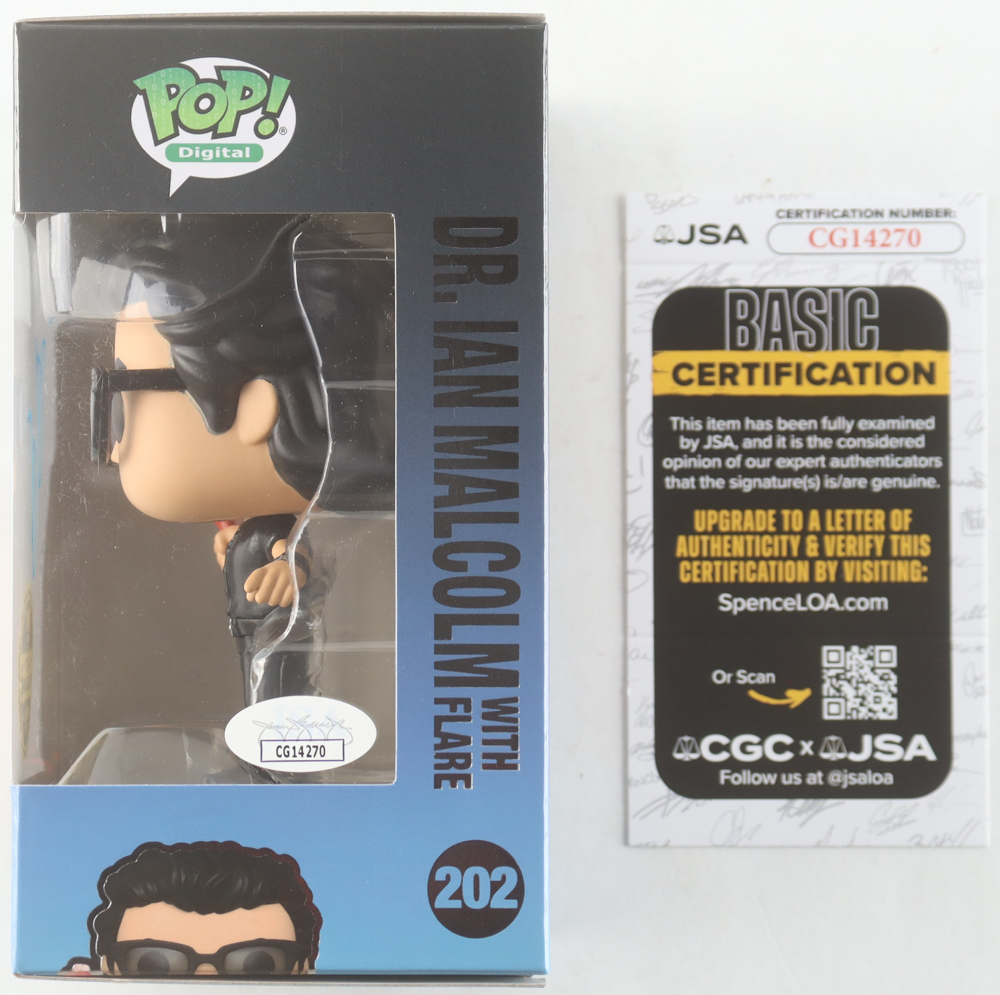 POP!
Digital
DR. IAN MALCOLM WITH FLARE
CG14270
202
JSA
CERTIFICATION NUMBER:
CG14270
BASIC
CERTIFICATION
This item has been fully examined
by JSA, and it is the considered
opinion of our expert authenticators
that the signature(s) is/are genuine.
UPGRADE TO A LETTER OF
AUTHENTICITY & VERIFY THIS
CERTIFICATION BY VISITING:
SpenceLOA.com
Or Scan
CGC x JSA
Follow us at @jsaloa